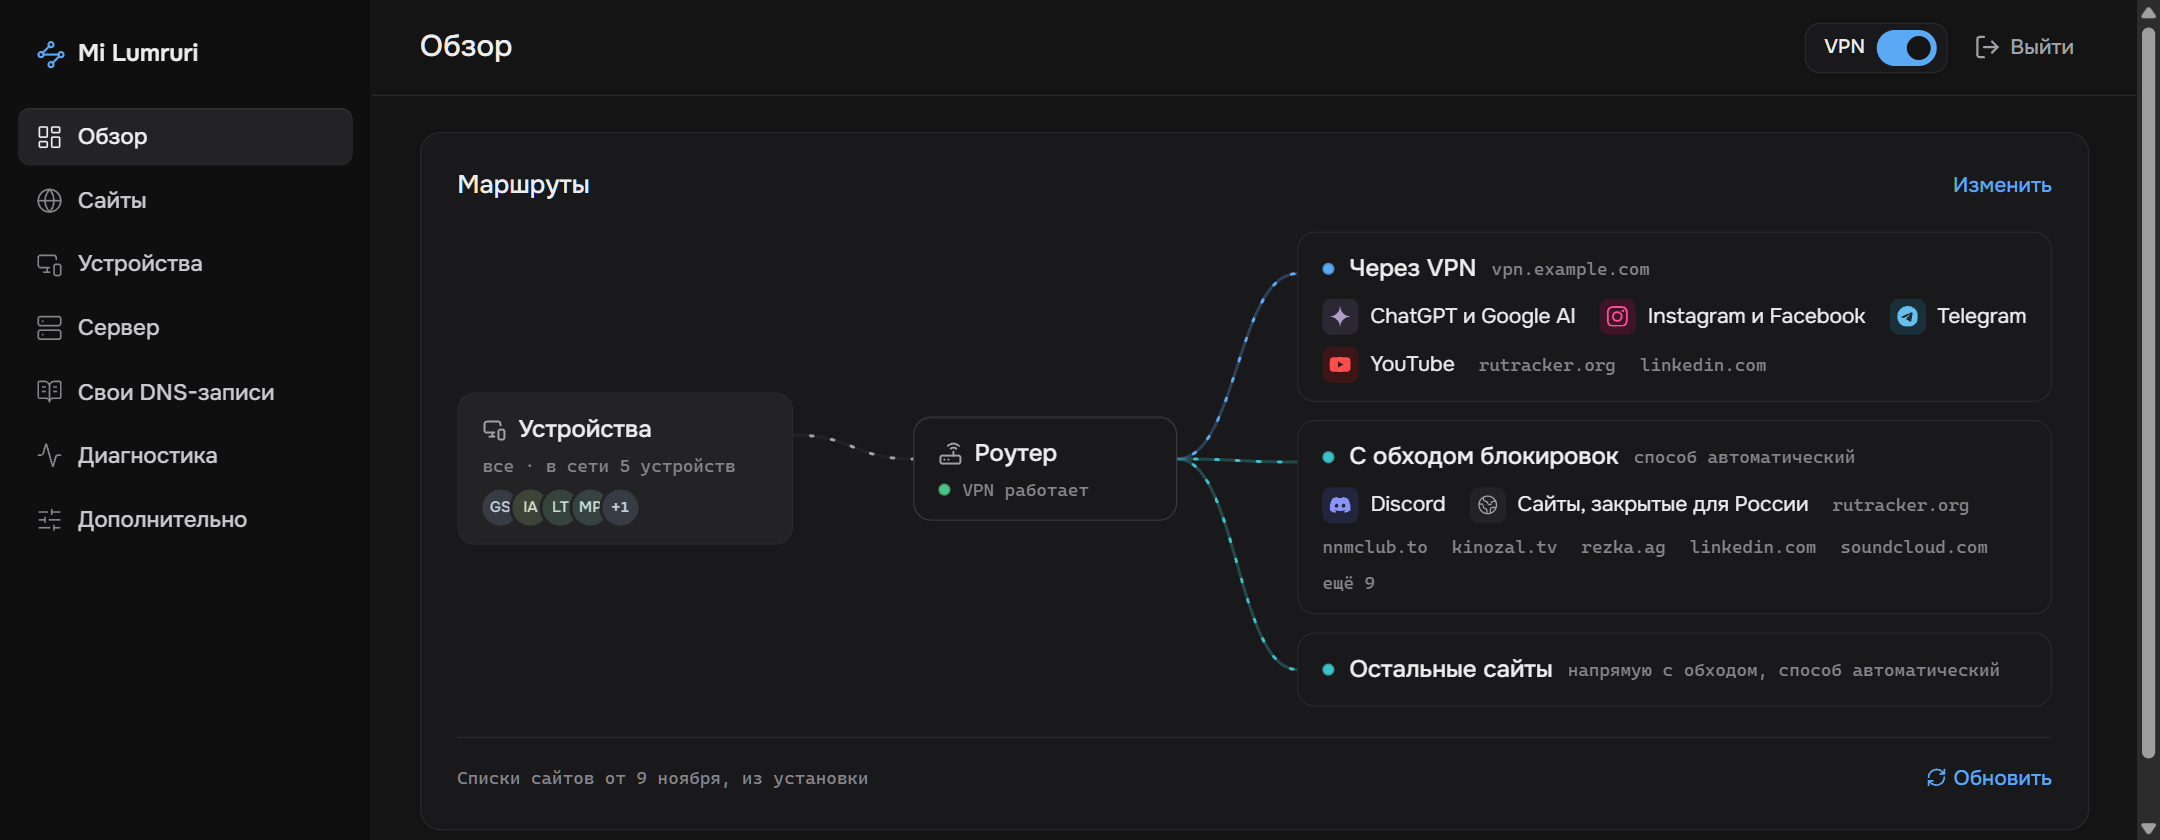 Mi Lumruri
Обзор
Сайты
Устройства
Сервер
Свои DNS-записи
Диагностика
Дополнительно
Обзор
VPN
Выйти
Маршруты
Изменить
Устройства
все · в сети 5 устройств
GS IA LT MP +1
Роутер
VPN работает
Через VPN vpn.example.com
ChatGPT и Google AI Instagram и Facebook Telegram
YouTube rutracker.org linkedin.com
С обходом блокировок способ автоматический
Discord Сайты, закрытые для России rutracker.org
nnmclub.to kinozal.tv rezka.ag linkedin.com soundcloud.com
ещё 9
Остальные сайты напрямую с обходом, способ автоматический
Списки сайтов от 9 ноября, из установки
Обновить